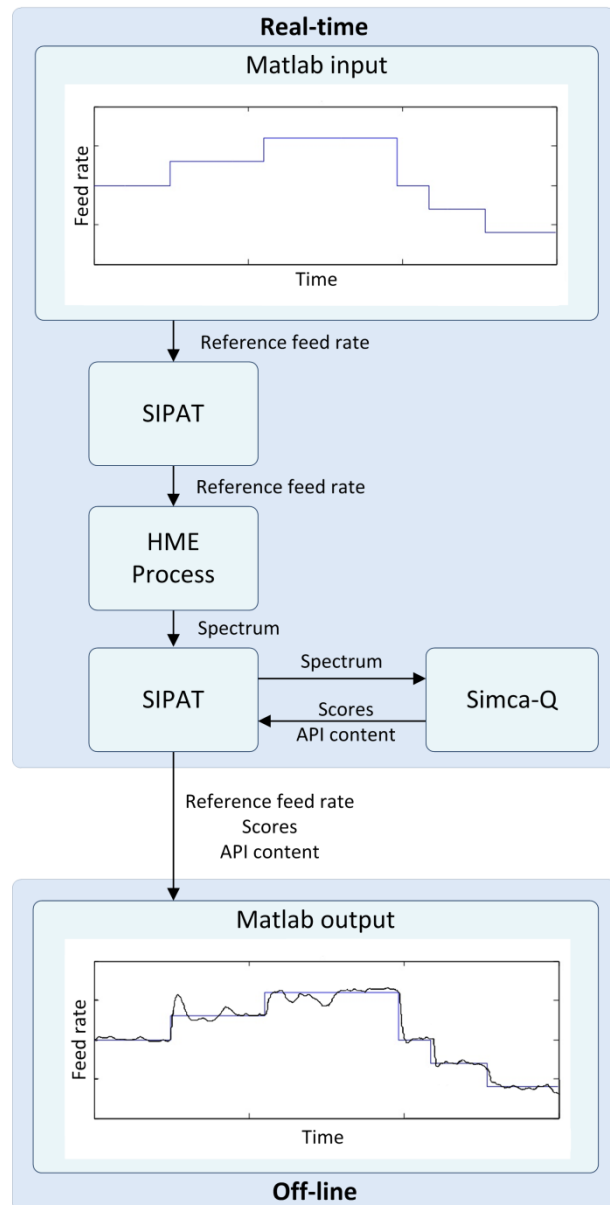 Real-time
Matlab input
Feed rate
Time
Reference feed rate
SIPAT
Reference feed rate
HME
Process
Spectrum
SIPAT
Spectrum
Scores
API content
Simca-Q
Reference feed rate
Scores
API content
Matlab output
Feed rate
Time
Off-line